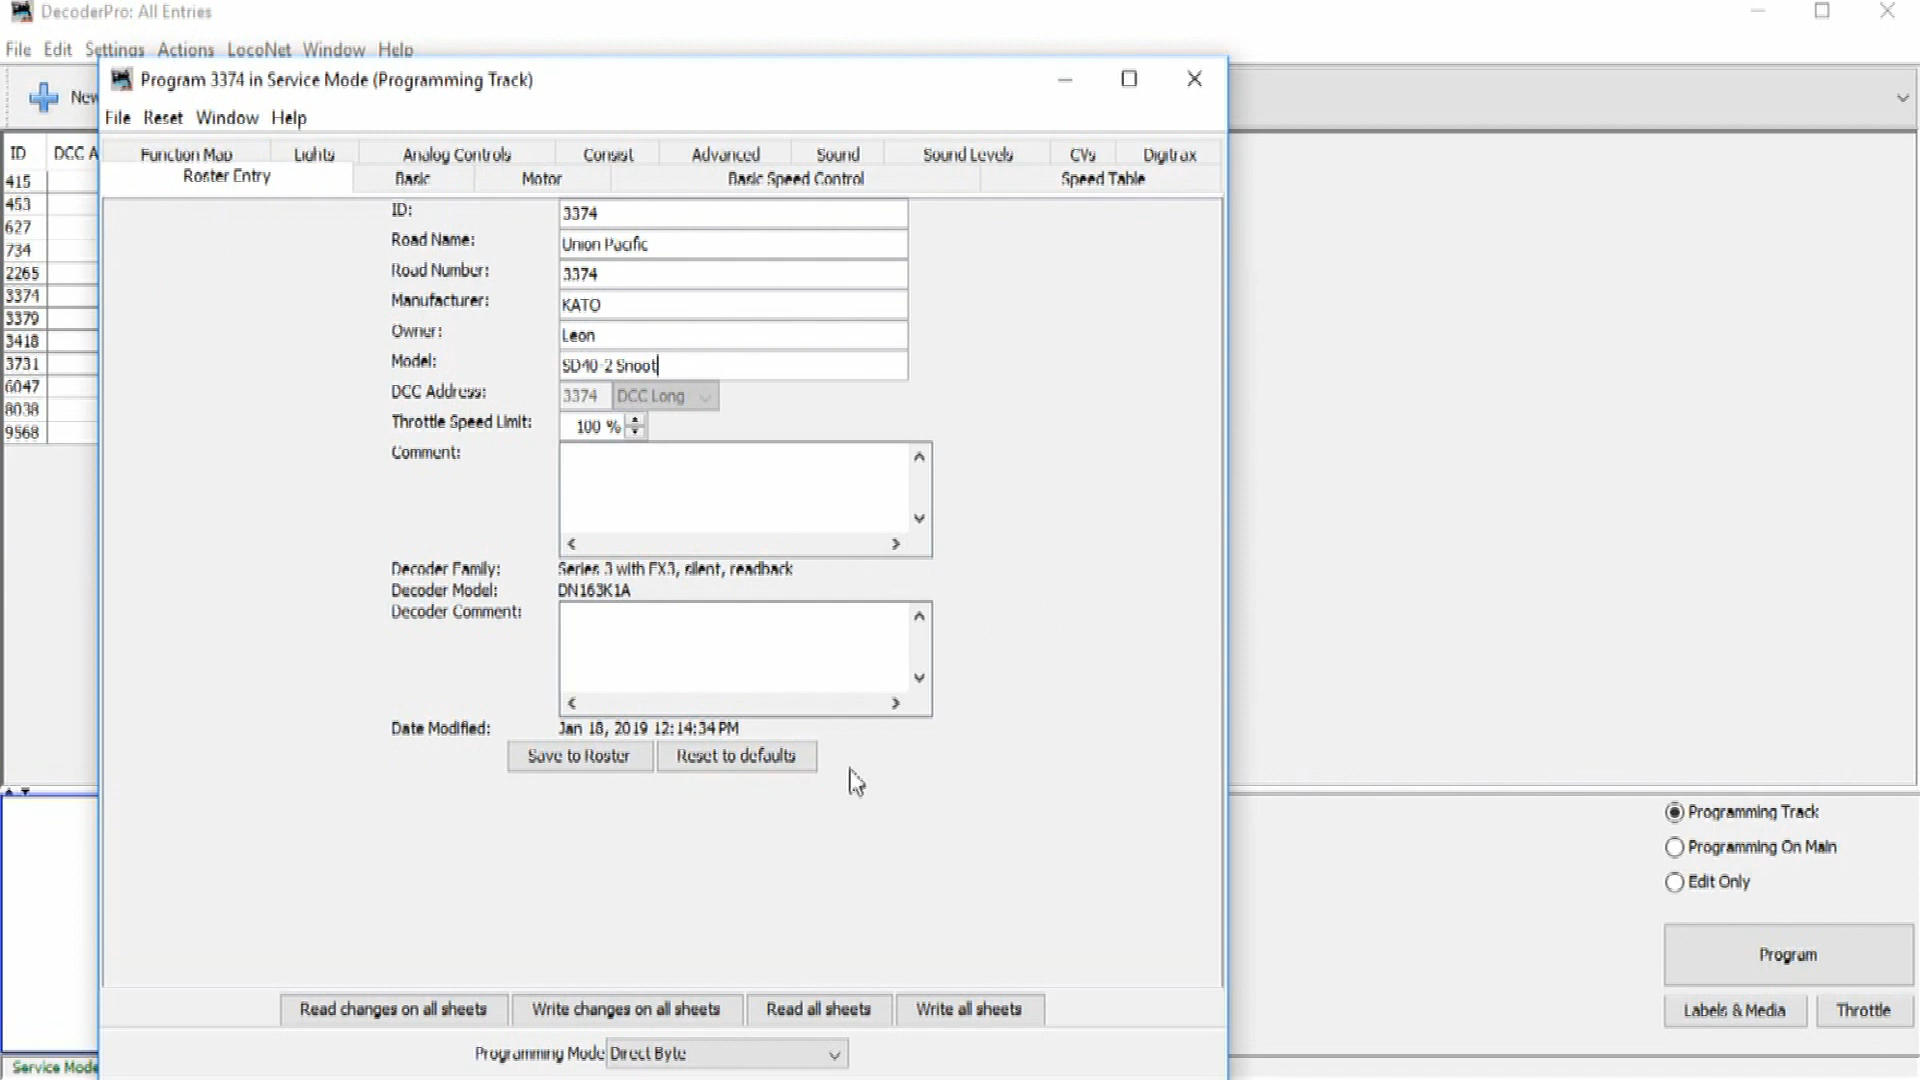 DecoderPro: All Entries
File Edit Settings Actions LocoNet Window Help
New
ID DCC A
415
453
627
734
2265
3374
3379
3418
3731
6047
8038
9568
Program 3374 in Service Mode (Programming Track)
File Reset Window Help
Function Map Lights Analog Controls Consist Advanced Sound Sound Levels CVs Digitrax
Roster Entry Basic Motor Basic Speed Control Speed Table
ID: 3374
Road Name: Union Pacific
Road Number: 3374
Manufacturer: KATO
Owner: Leon
Model: SD40-2 Snoot
DCC Address: 3374 DCC Long
Throttle Speed Limit: 100 %
Comment:
Decoder Family: Series 3 with FX3, silent, readback
Decoder Model: DN163K1A
Decoder Comment:
Date Modified: Jan 18, 2019 12:14:34 PM
Save to Roster Reset to defaults
Read changes on all sheets Write changes on all sheets Read all sheets Write all sheets
Programming Mode Direct Byte
Programming Track
Programming On Main
Edit Only
Program
Labels & Media Throttle
Service Mode